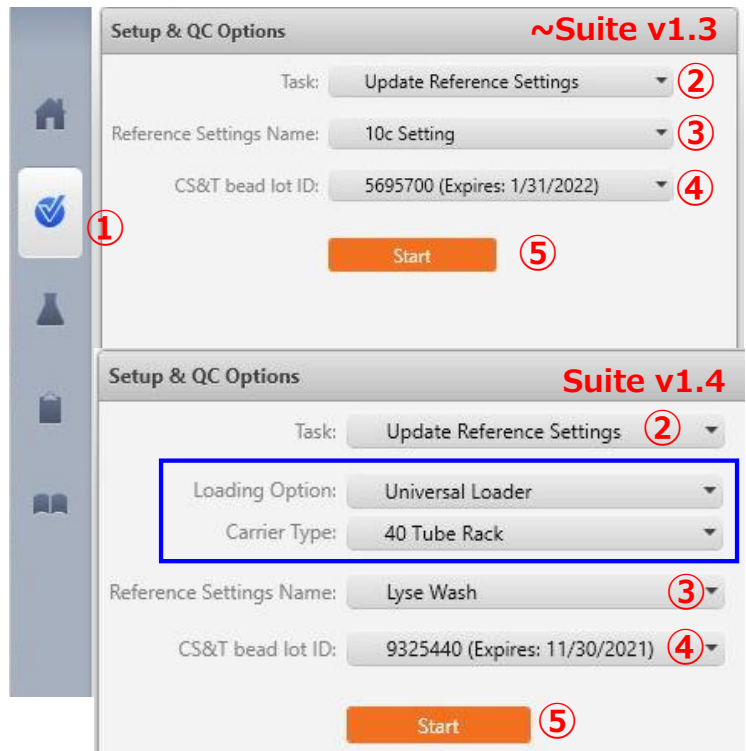 Setup & QC Options ~Suite v1.3
Task: Update Reference Settings ②
Reference Settings Name: 10c Setting ③
CS&T bead lot ID: 5695700 (Expires: 1/31/2022) ④
①
Start ⑤
Setup & QC Options Suite v1.4
Task: Update Reference Settings ②
Loading Option: Universal Loader
Carrier Type: 40 Tube Rack
Reference Settings Name: Lyse Wash ③
CS&T bead lot ID: 9325440 (Expires: 11/30/2021) ④
Start ⑤